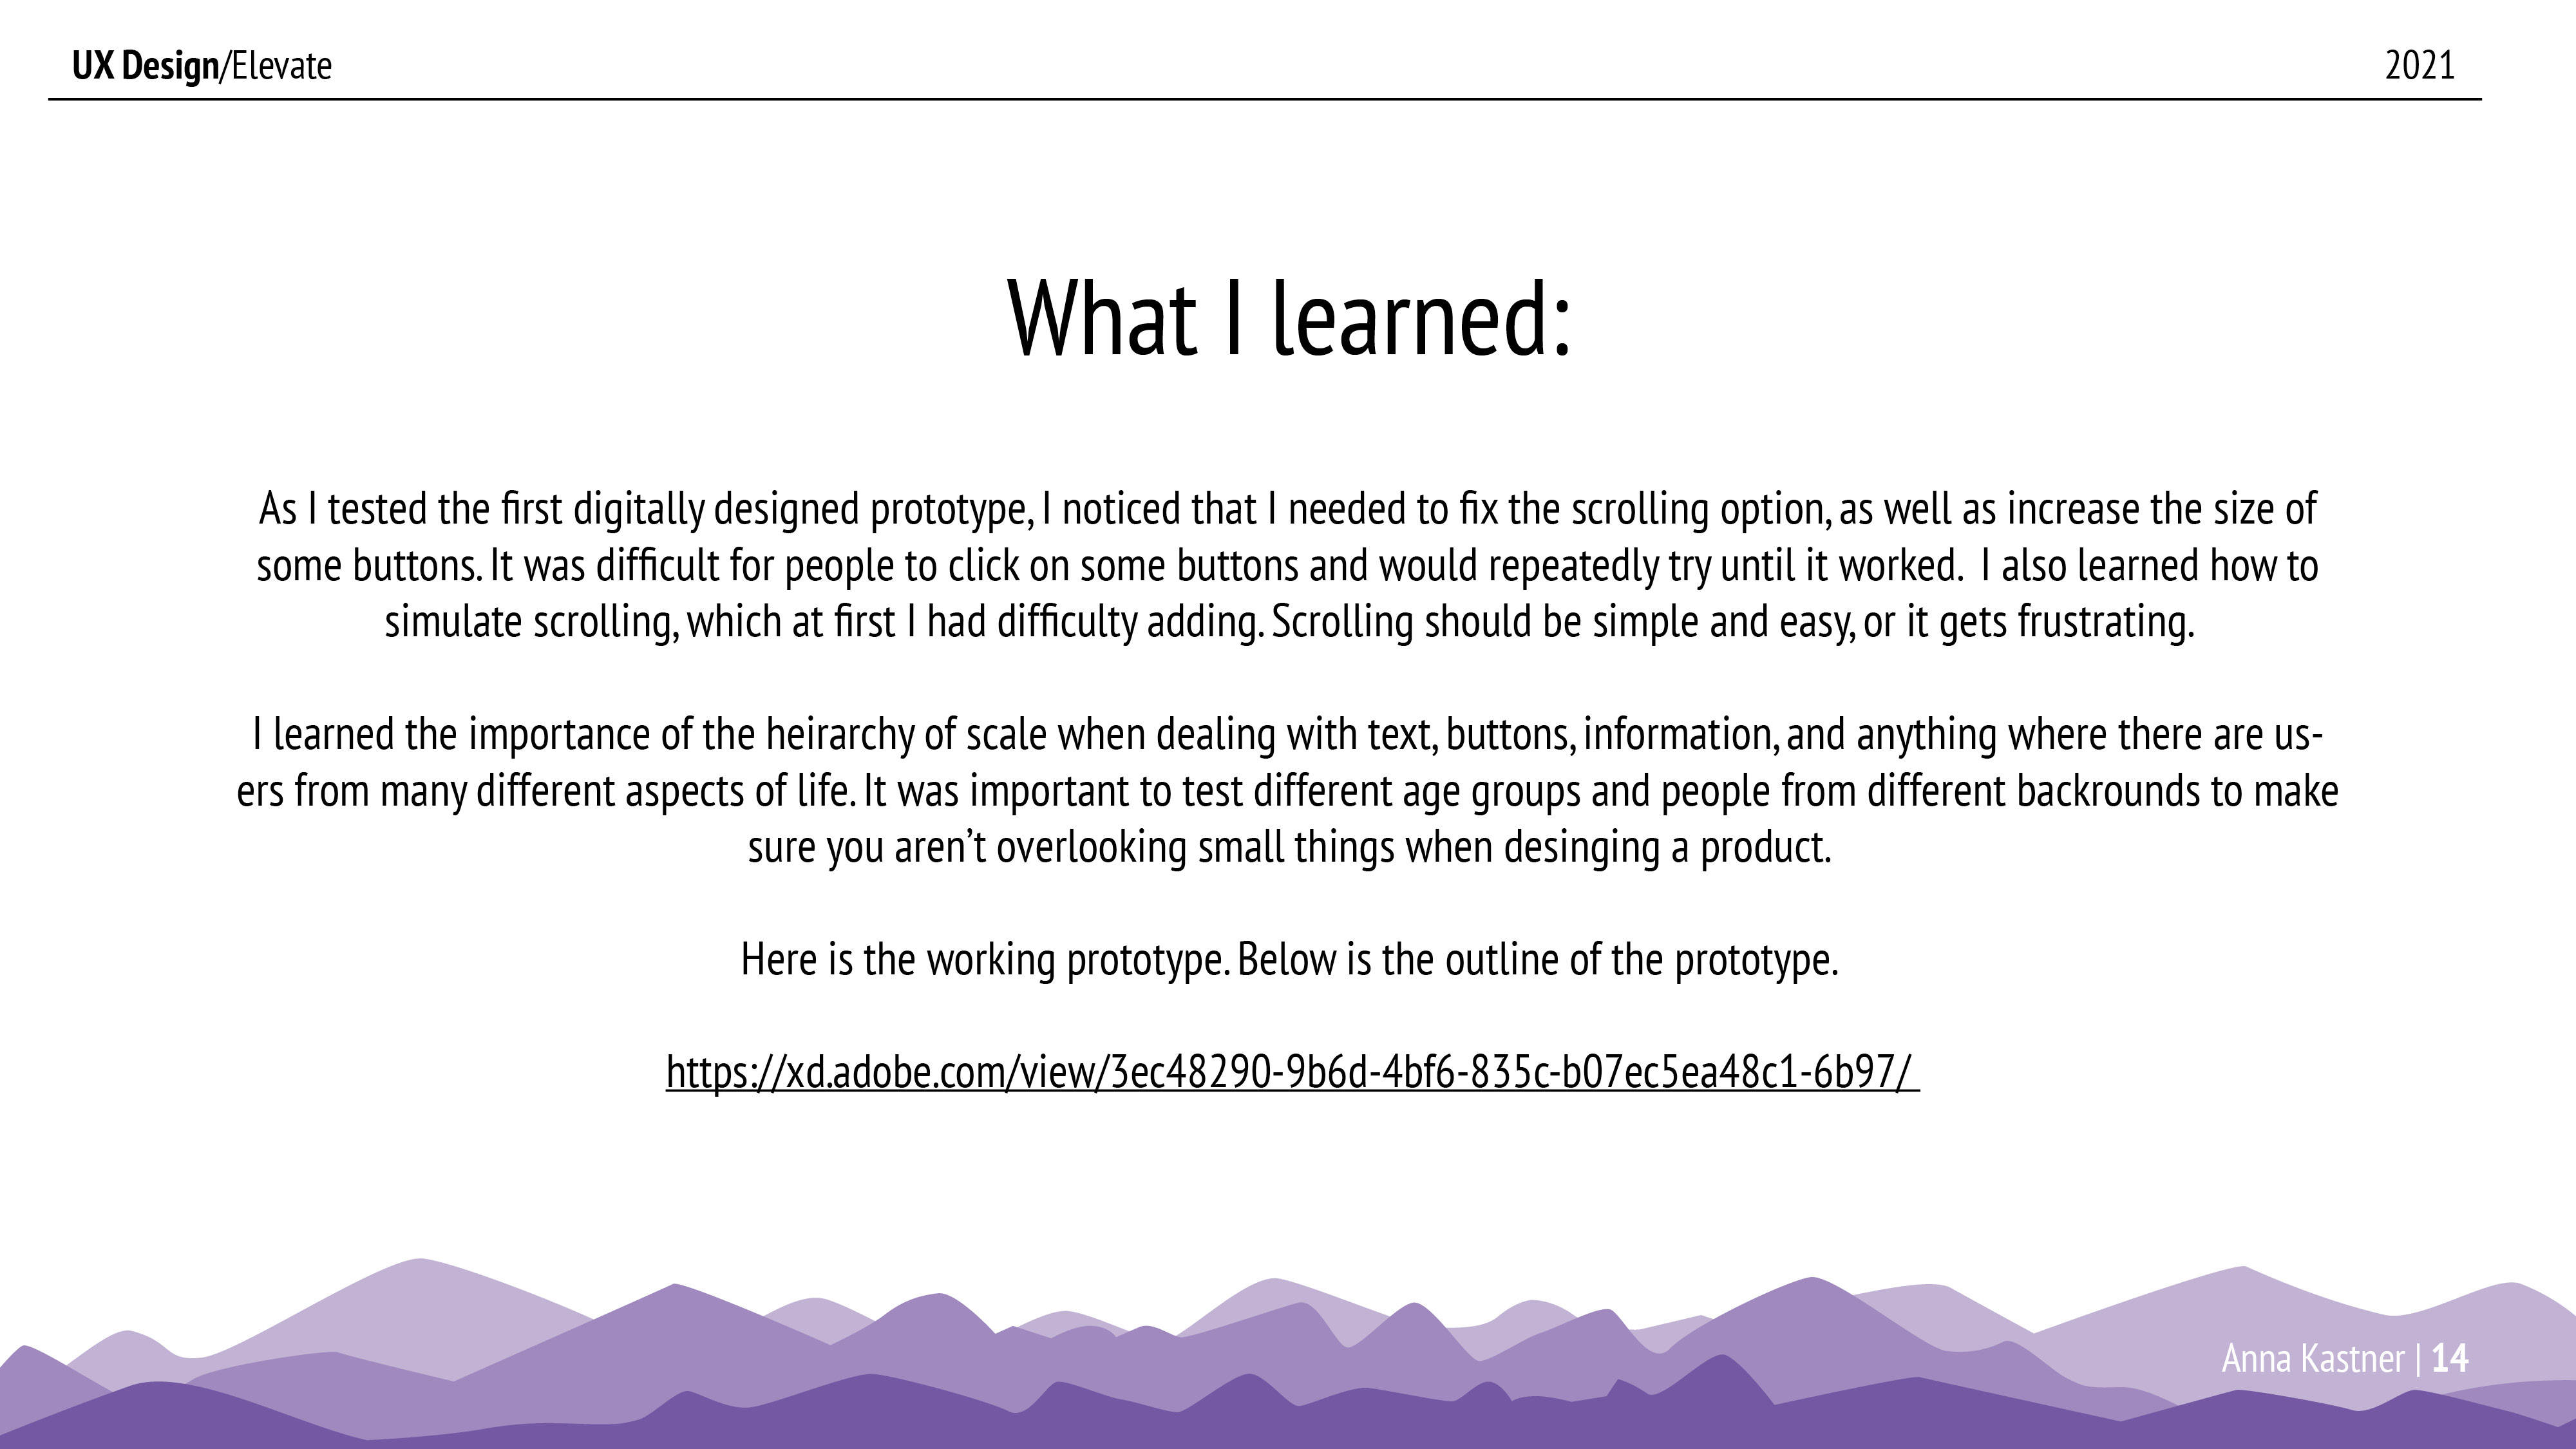 UX Design/Elevate
2021
What I learned:
As I tested the first digitally designed prototype, I noticed that I needed to fix the scrolling option, as well as increase the size of
some buttons. It was difficult for people to click on some buttons and would repeatedly try until it worked.  I also learned how to
simulate scrolling, which at first I had difficulty adding. Scrolling should be simple and easy, or it gets frustrating.
I learned the importance of the heirarchy of scale when dealing with text, buttons, information, and anything where there are us-
ers from many different aspects of life. It was important to test different age groups and people from different backrounds to make
sure you aren’t overlooking small things when desinging a product.
Here is the working prototype. Below is the outline of the prototype.
https://xd.adobe.com/view/3ec48290-9b6d-4bf6-835c-b07ec5ea48c1-6b97/
Anna Kastner | 14